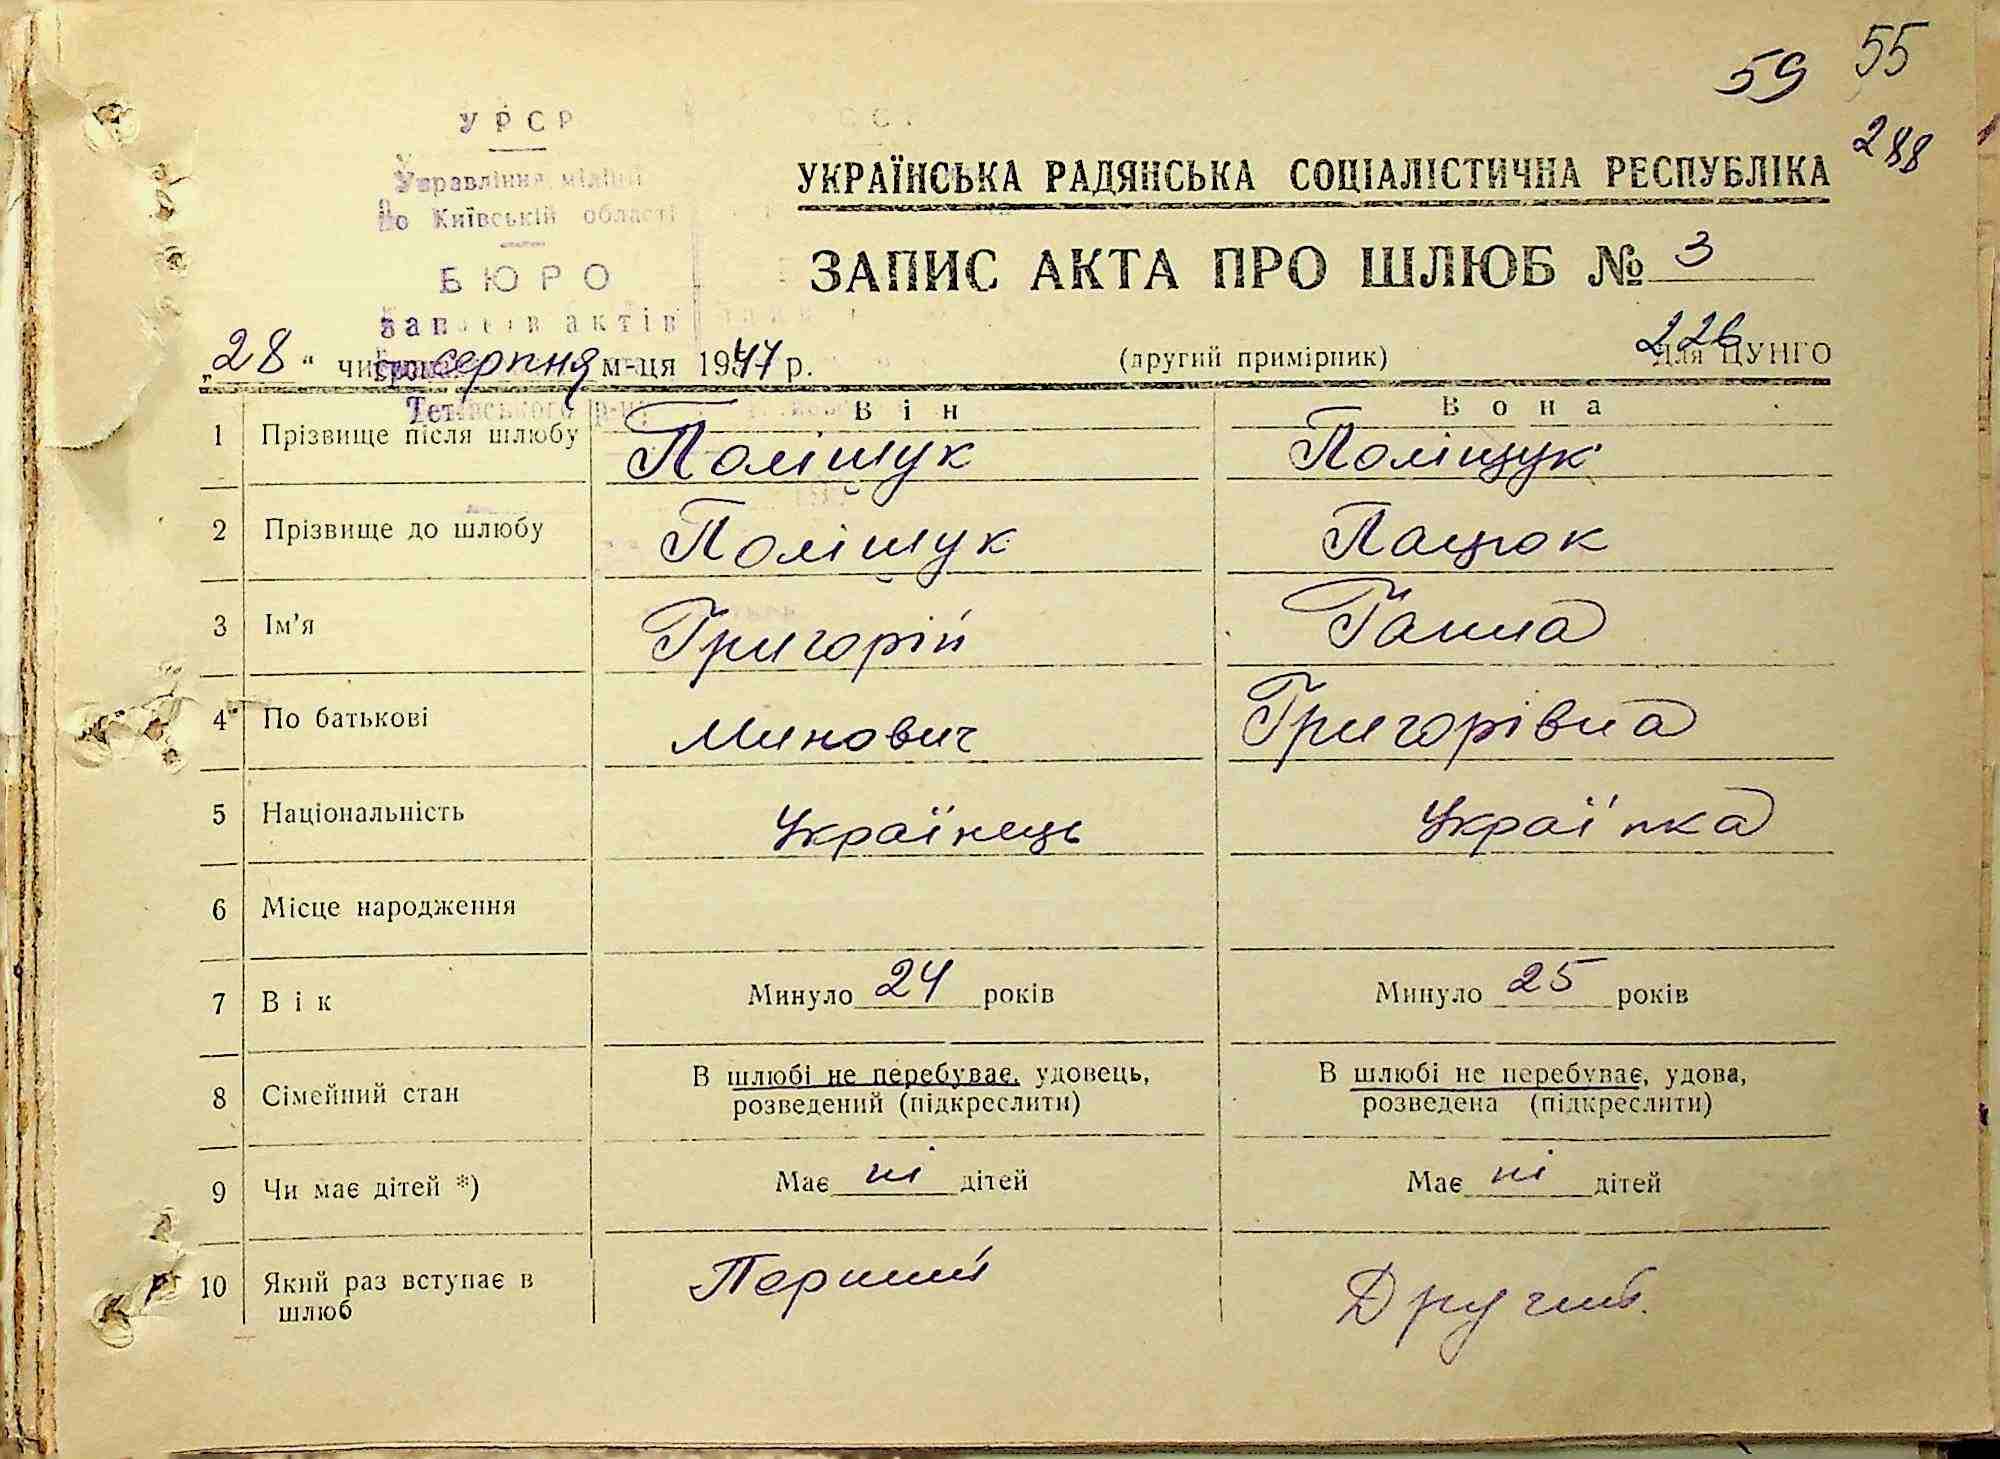 55
59
288
УРСР
Управління міліції
По Київській області
БЮРО
записів актів
Тетіївського р-ну
УКРАЇНСЬКА РАДЯНСЬКА СОЦІАЛІСТИЧНА РЕСПУБЛІКА
ЗАПИС АКТА ПРО ШЛЮБ № 3
226
„28“ число серпня м-ця 1947 р. (другий примірник) Для ЦУНГО
Він Вона
1 Прізвище після шлюбу Поліщук Поліщук
2 Прізвище до шлюбу Поліщук Пацюк
3 Ім’я Григорій Ганна
4 По батькові Минович Григорівна
5 Національність Українець Українка
6 Місце народження
7 Вік Минуло 24 років Минуло 25 років
8 Сімейний стан В шлюбі не перебуває, удовець, В шлюбі не перебуває, удова,
розведений (підкреслити) розведена (підкреслити)
9 Чи має дітей *) Має ні дітей Має ні дітей
10 Який раз вступає в Перший Другий.
шлюб